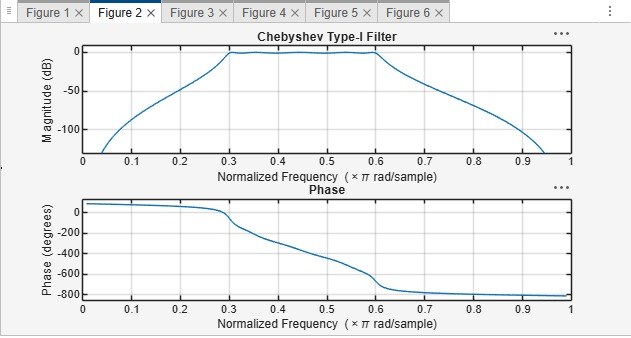 Figure 1 × Figure 2 × Figure 3 × Figure 4 × Figure 5 × Figure 6 ×
Chebyshev Type-I Filter
Magnitude (dB)
0
-50
-100
0 0.1 0.2 0.3 0.4 0.5 0.6 0.7 0.8 0.9 1
Normalized Frequency (× π rad/sample)
Phase
Phase (degrees)
0
-200
-400
-600
-800
0 0.1 0.2 0.3 0.4 0.5 0.6 0.7 0.8 0.9 1
Normalized Frequency (× π rad/sample)